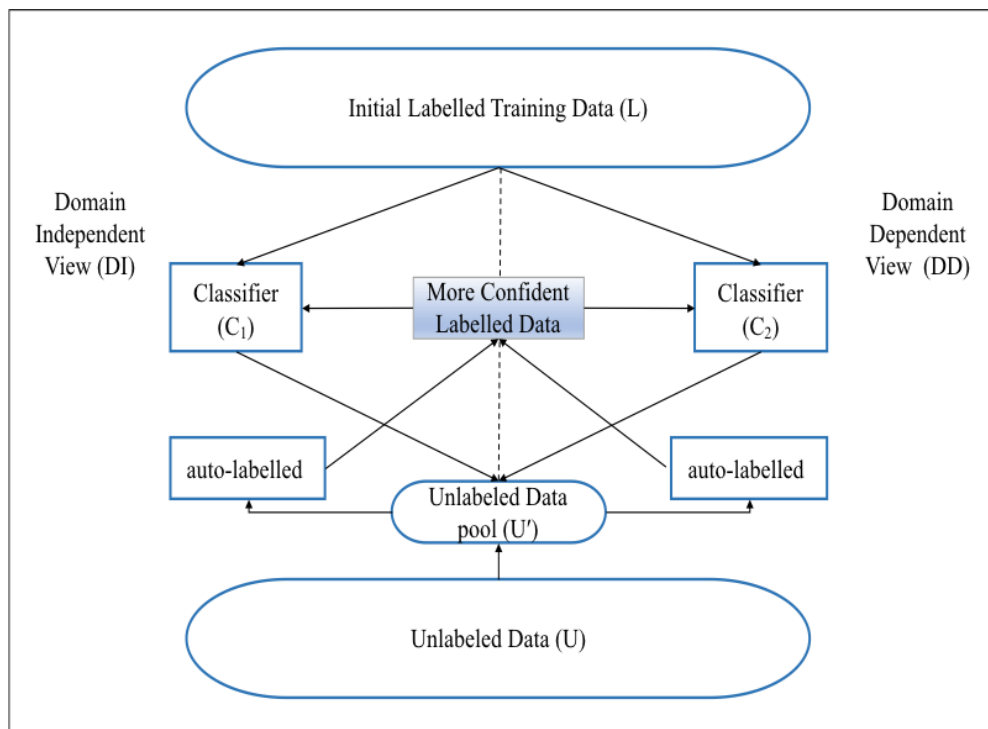 Initial Labelled Training Data (L)
Domain
Independent
View (DI)
Domain
Dependent
View (DD)
Classifier
(C₁)
More Confident
Labelled Data
Classifier
(C₂)
auto-labelled
auto-labelled
Unlabeled Data
pool (U')
Unlabeled Data (U)